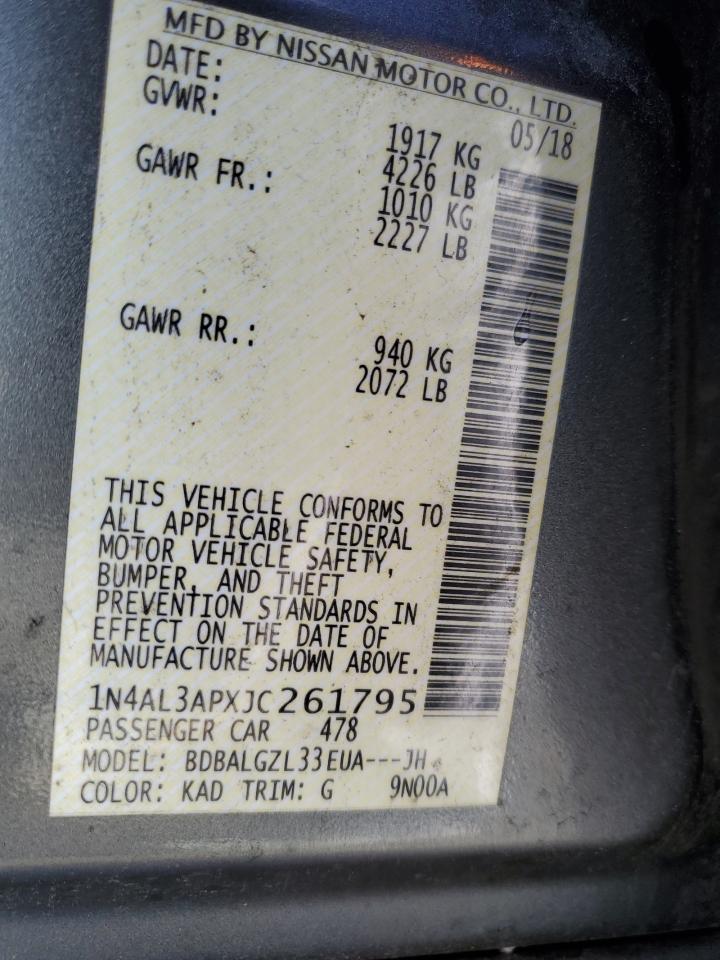 MFD BY NISSAN MOTOR CO., LTD.
DATE: 05/18
GVWR: 1917 KG
4226 LB
GAWR FR.: 1010 KG
2227 LB
GAWR RR.: 940 KG
2072 LB
THIS VEHICLE CONFORMS TO
ALL APPLICABLE FEDERAL
MOTOR VEHICLE SAFETY,
BUMPER, AND THEFT
PREVENTION STANDARDS IN
EFFECT ON THE DATE OF
MANUFACTURE SHOWN ABOVE.
1N4AL3APXJC261795
PASSENGER CAR 478
MODEL: BDBALGZL33EUA---JH
COLOR: KAD TRIM: G 9N00A